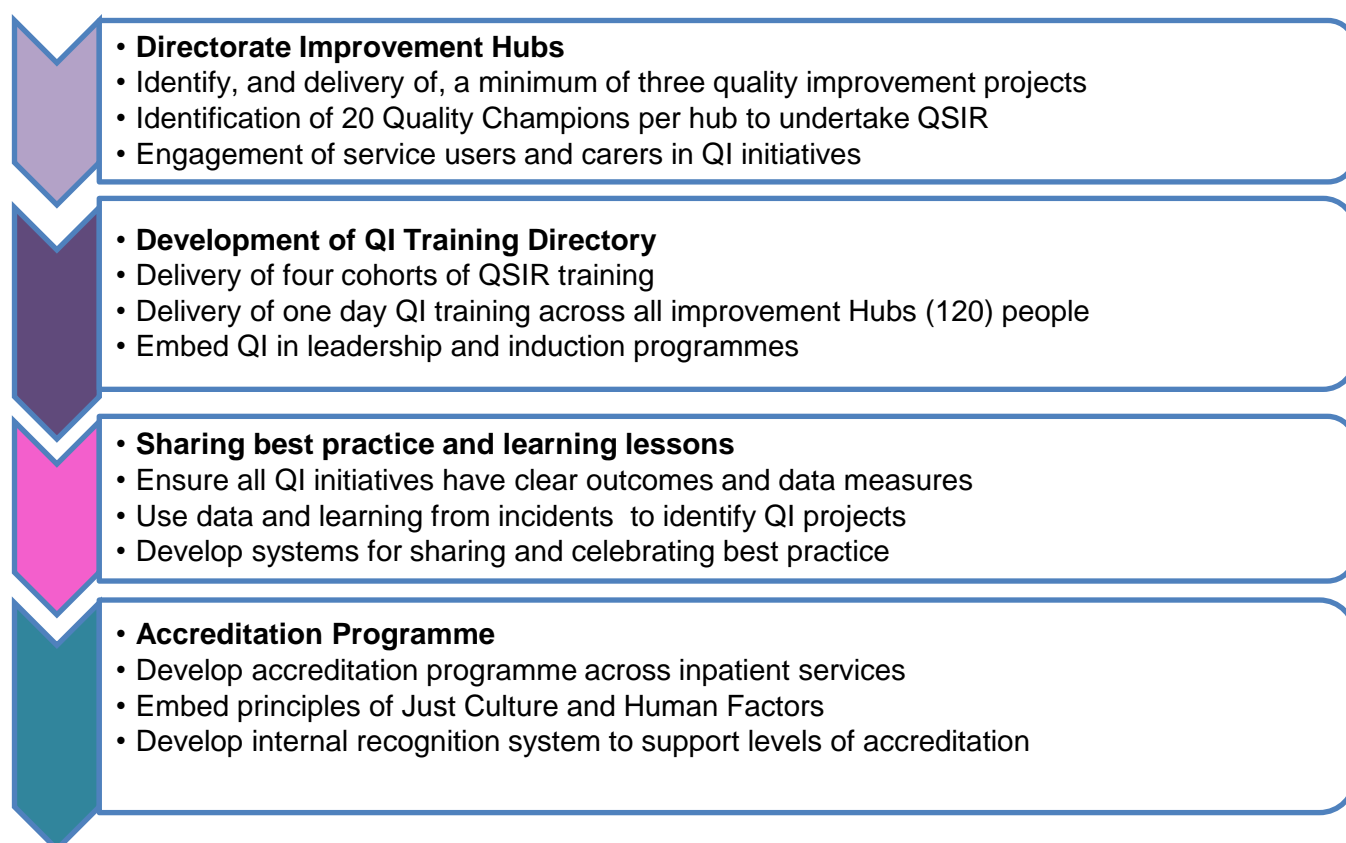 • Directorate Improvement Hubs
• Identify, and delivery of, a minimum of three quality improvement projects
• Identification of 20 Quality Champions per hub to undertake QSIR
• Engagement of service users and carers in QI initiatives
• Development of QI Training Directory
• Delivery of four cohorts of QSIR training
• Delivery of one day QI training across all improvement Hubs (120) people
• Embed QI in leadership and induction programmes
• Sharing best practice and learning lessons
• Ensure all QI initiatives have clear outcomes and data measures
• Use data and learning from incidents  to identify QI projects
• Develop systems for sharing and celebrating best practice
• Accreditation Programme
• Develop accreditation programme across inpatient services
• Embed principles of Just Culture and Human Factors
• Develop internal recognition system to support levels of accreditation